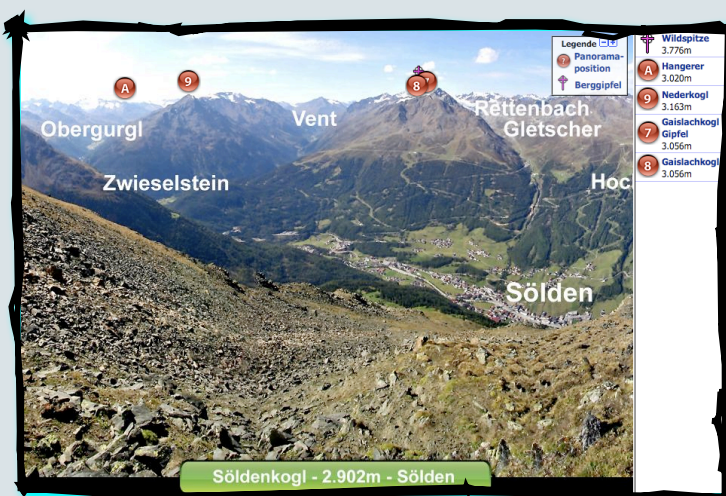 Legende
7 Panorama-
position
Berggipfel
A
9
8
Obergurgl
Vent
Rettenbach
Gletscher
Zwieselstein
Sölden
Söldenkogl - 2.902m - Sölden
Wildspitze
3.776m
A Hangerer
3.020m
9 Nederkogl
3.163m
7 Gaislachkogl
Gipfel
3.056m
8 Gaislachkogl
3.056m